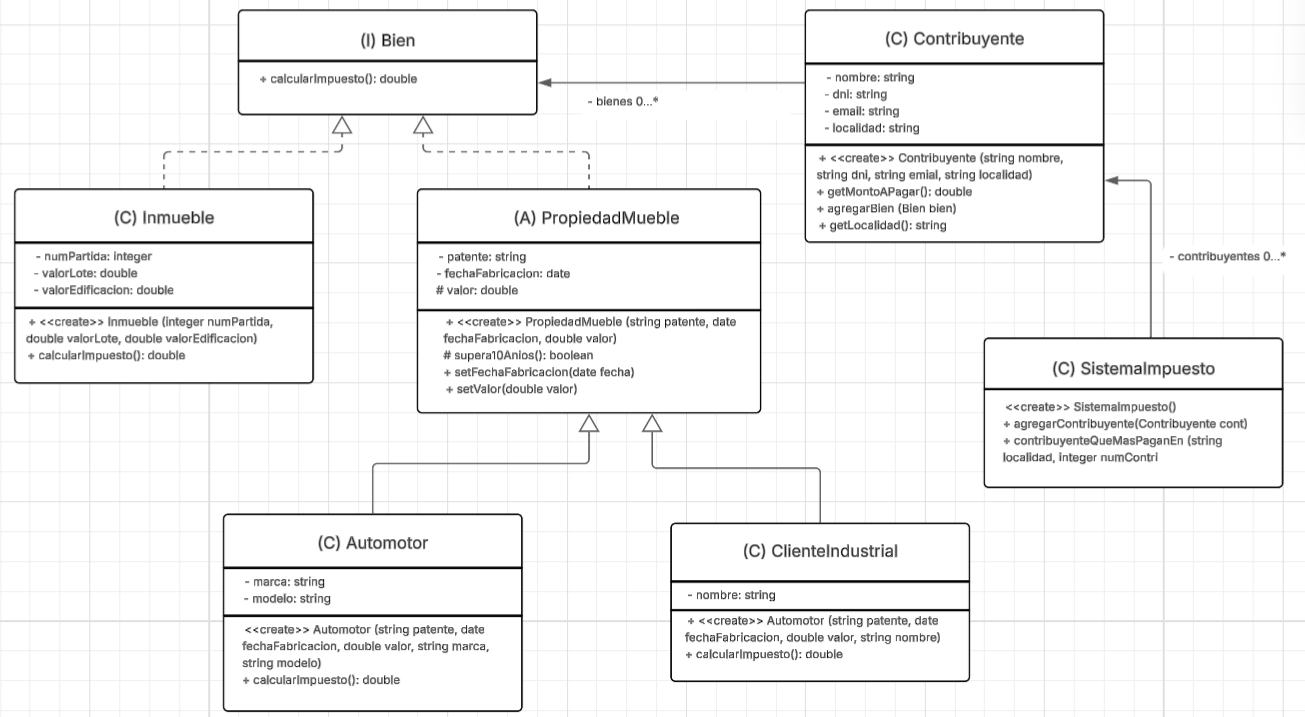 (I) Bien
+ calcularImpuesto(): double
- bienes 0...*
(C) Contribuyente
- nombre: string
- dni: string
- email: string
- localidad: string
+ <<create>> Contribuyente (string nombre,
string dni, string emial, string localidad)
+ getMontoAPagar(): double
+ agregarBien (Bien bien)
+ getLocalidad(): string
(C) Inmueble
- numPartida: integer
- valorLote: double
- valorEdificacion: double
+ <<create>> Inmueble (integer numPartida,
double valorLote, double valorEdificacion)
+ calcularImpuesto(): double
(A) PropiedadMueble
- patente: string
- fechaFabricacion: date
# valor: double
+ <<create>> PropiedadMueble (string patente, date
fechaFabricacion, double valor)
# supera10Anios(): boolean
+ setFechaFabricacion(date fecha)
+ setValor(double valor)
- contribuyentes 0...*
(C) SistemaImpuesto
<<create>> SistemaImpuesto()
+ agregarContribuyente(Contribuyente cont)
+ contribuyenteQueMasPaganEn (string
localidad, integer numContri
(C) Automotor
- marca: string
- modelo: string
<<create>> Automotor (string patente, date
fechaFabricacion, double valor, string marca,
string modelo)
+ calcularImpuesto(): double
(C) ClienteIndustrial
- nombre: string
+ <<create>> Automotor (string patente, date
fechaFabricacion, double valor, string nombre)
+ calcularImpuesto(): double